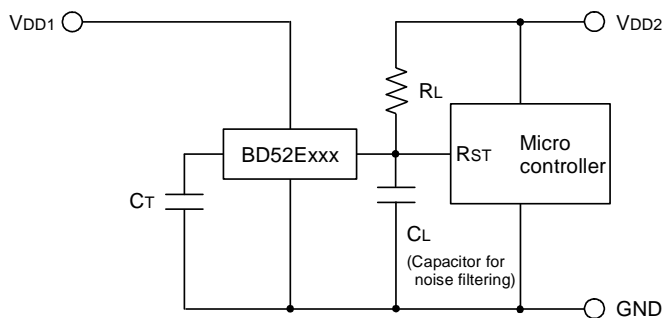 VDD1
VDD2
RL
BD52Exxx
RST
Micro
controller
CT
CL
(Capacitor for
noise filtering)
GND